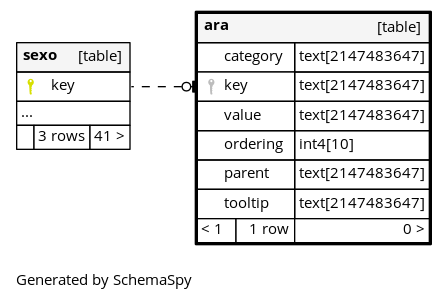 sexo [table]
key
...
3 rows 41 >
ara [table]
category text[2147483647]
key text[2147483647]
value text[2147483647]
ordering int4[10]
parent text[2147483647]
tooltip text[2147483647]
< 1 1 row 0 >
Generated by SchemaSpy